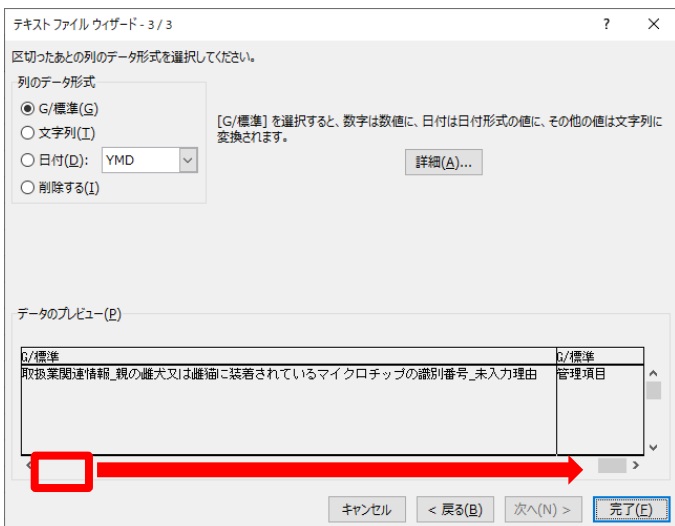 テキスト ファイル ウィザード - 3 / 3
? ×
区切ったあとの列のデータ形式を選択してください。
列のデータ形式
G/標準(G)
文字列(T)
日付(D): YMD
削除する(I)
[G/標準] を選択すると、数字は数値に、日付は日付形式の値に、その他の値は文字列に
変換されます。
詳細(A)...
データのプレビュー(P)
G/標準 G/標準
取扱業関連情報_親の雌犬又は雌猫に装着されているマイクロチップの識別番号_未入力理由 管理項目
キャンセル < 戻る(B) 次へ(N) > 完了(F)